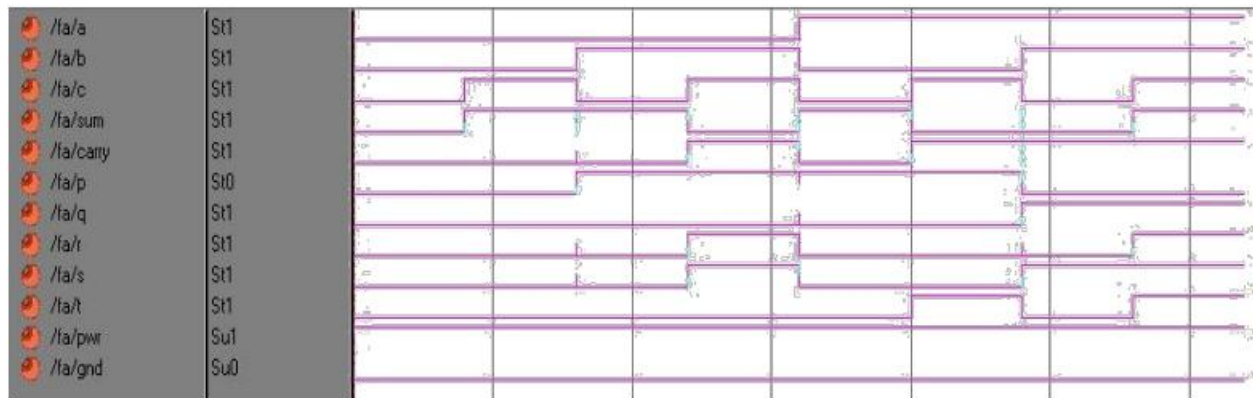 /fa/a St1
/fa/b St1
/fa/c St1
/fa/sum St1
/fa/carry St1
/fa/p St0
/fa/q St1
/fa/r St1
/fa/s St1
/fa/t St1
/fa/pwr Su1
/fa/gnd Su0